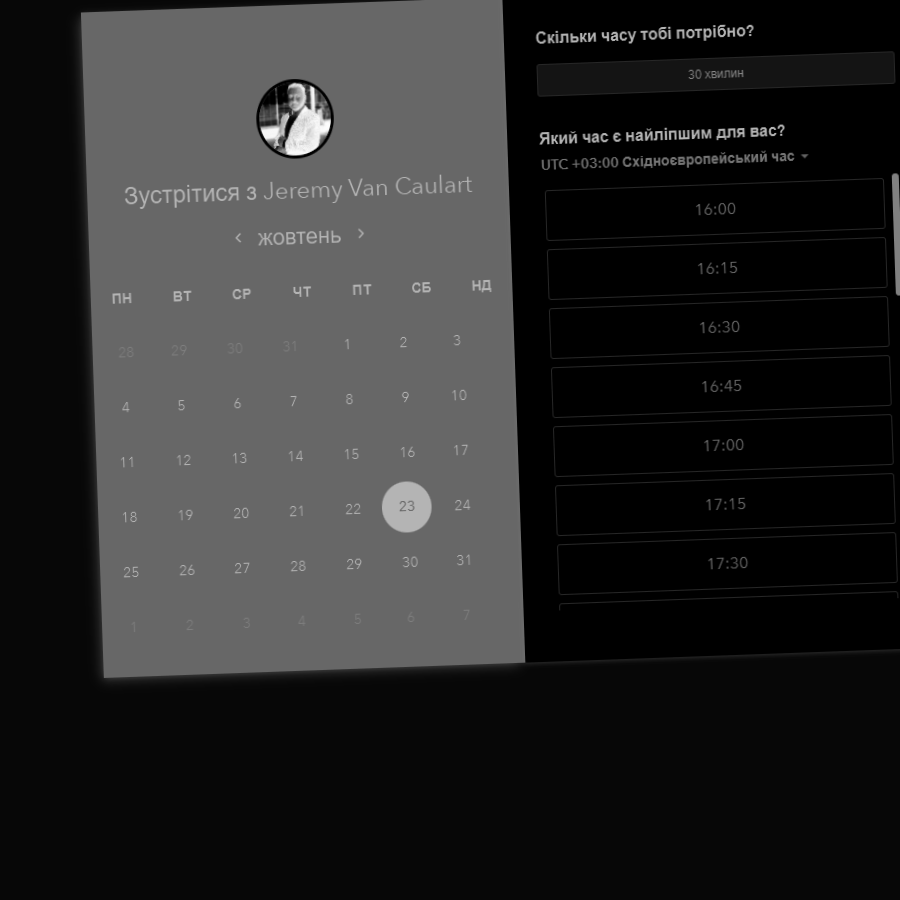 Зустрітися з Jeremy Van Caulart
жовтень
ПН ВТ СР ЧТ ПТ СБ НД
28 29 30 31 1 2 3
4 5 6 7 8 9 10
11 12 13 14 15 16 17
18 19 20 21 22 23 24
25 26 27 28 29 30 31
1 2 3 4 5 6 7
Скільки часу тобі потрібно?
30 хвилин
Який час є найліпшим для вас?
UTC +03:00 Східноєвропейський час
16:00
16:15
16:30
16:45
17:00
17:15
17:30